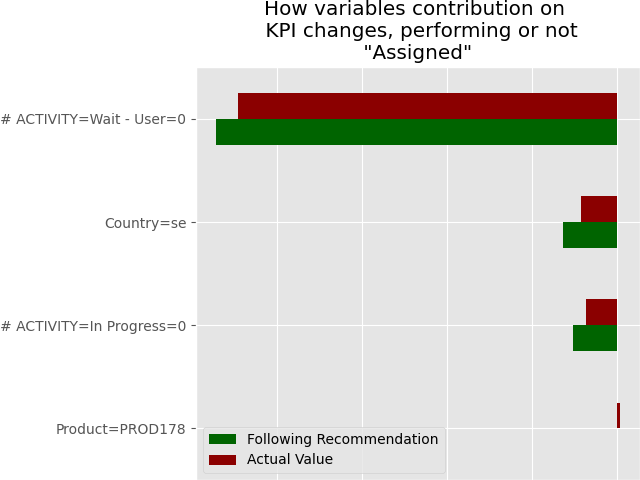 How variables contribution on
KPI changes, performing or not
"Assigned"
# ACTIVITY=Wait - User=0
Country=se
# ACTIVITY=In Progress=0
Product=PROD178
Following Recommendation
Actual Value